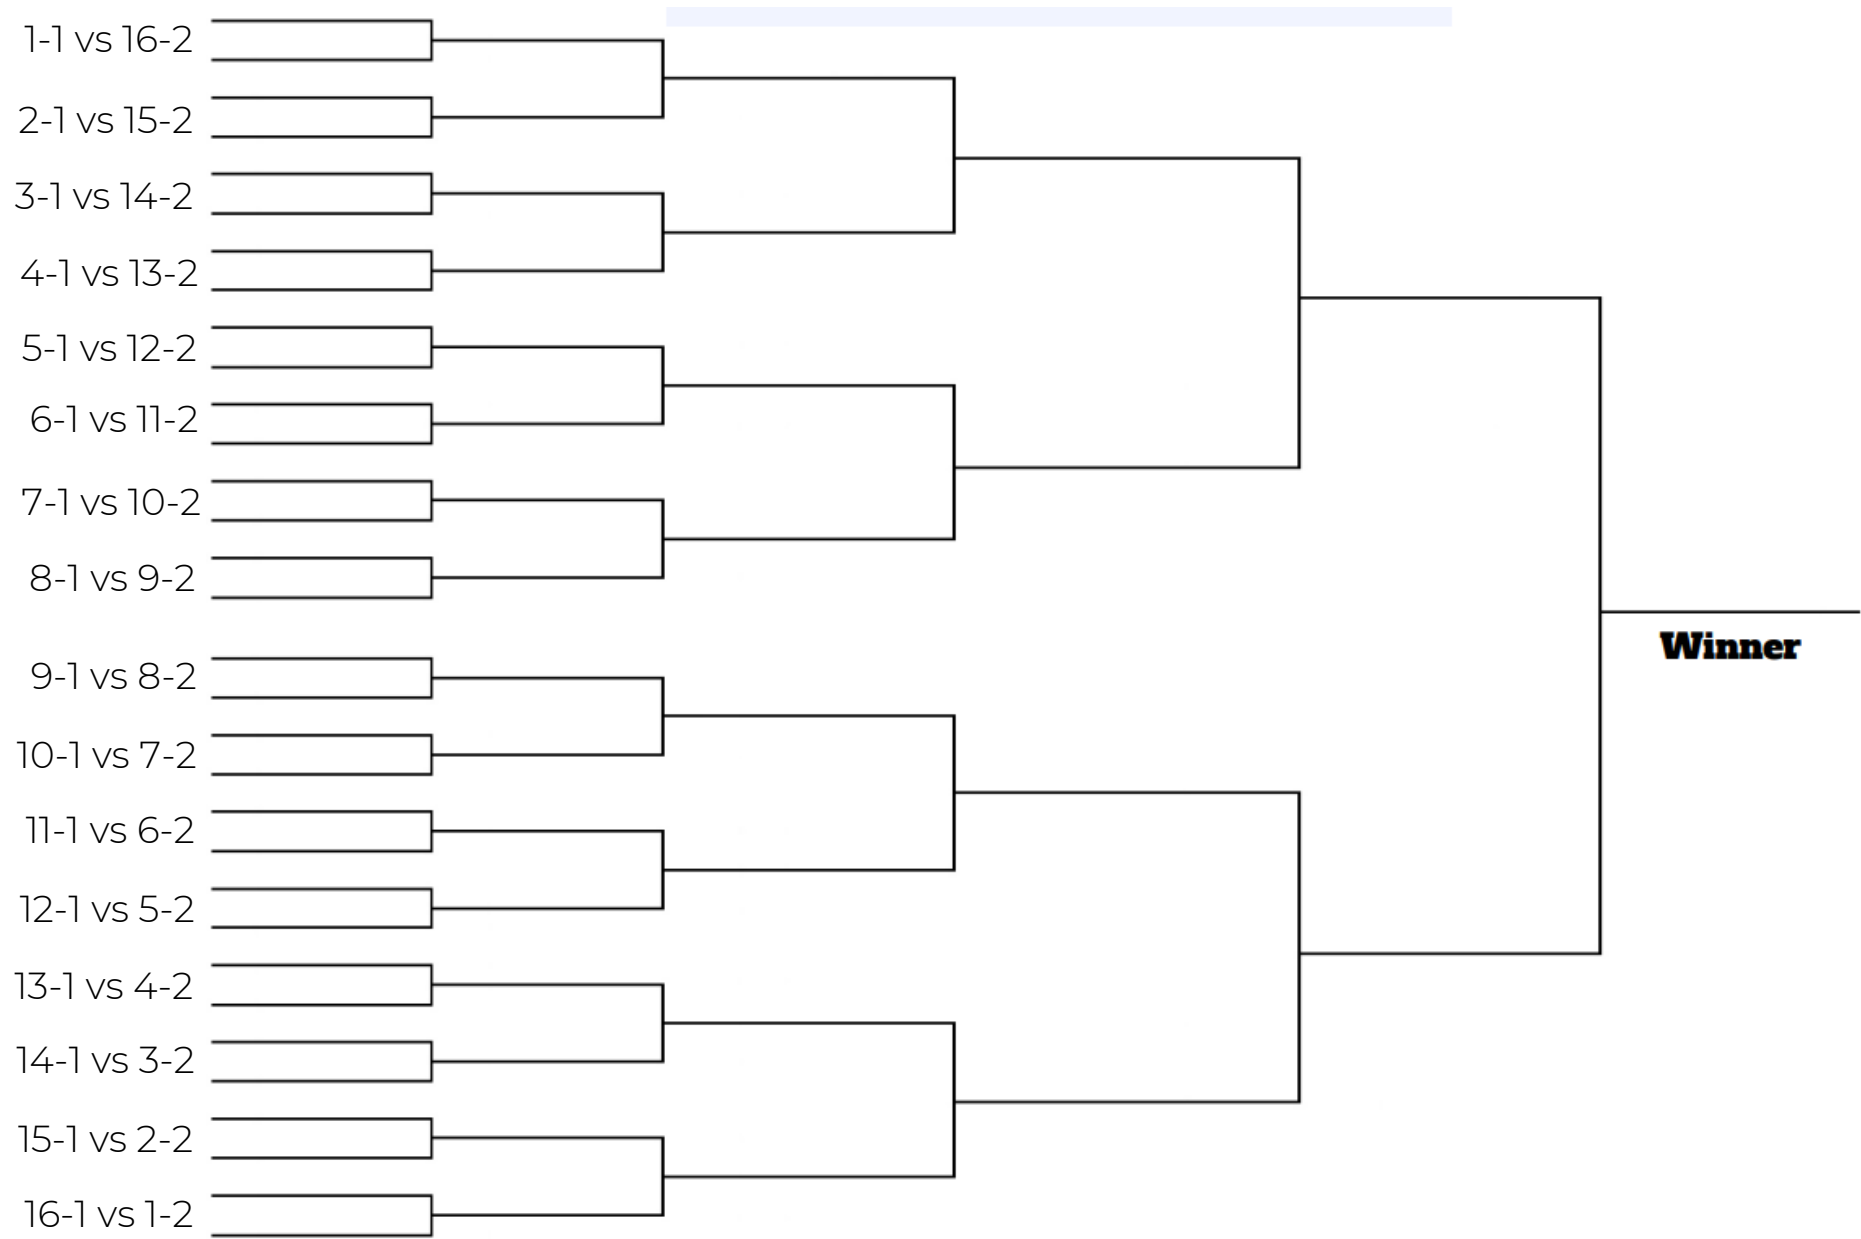 1-1 vs 16-2
2-1 vs 15-2
3-1 vs 14-2
4-1 vs 13-2
5-1 vs 12-2
6-1 vs 11-2
7-1 vs 10-2
8-1 vs 9-2
9-1 vs 8-2
10-1 vs 7-2
11-1 vs 6-2
12-1 vs 5-2
13-1 vs 4-2
14-1 vs 3-2
15-1 vs 2-2
16-1 vs 1-2
Winner